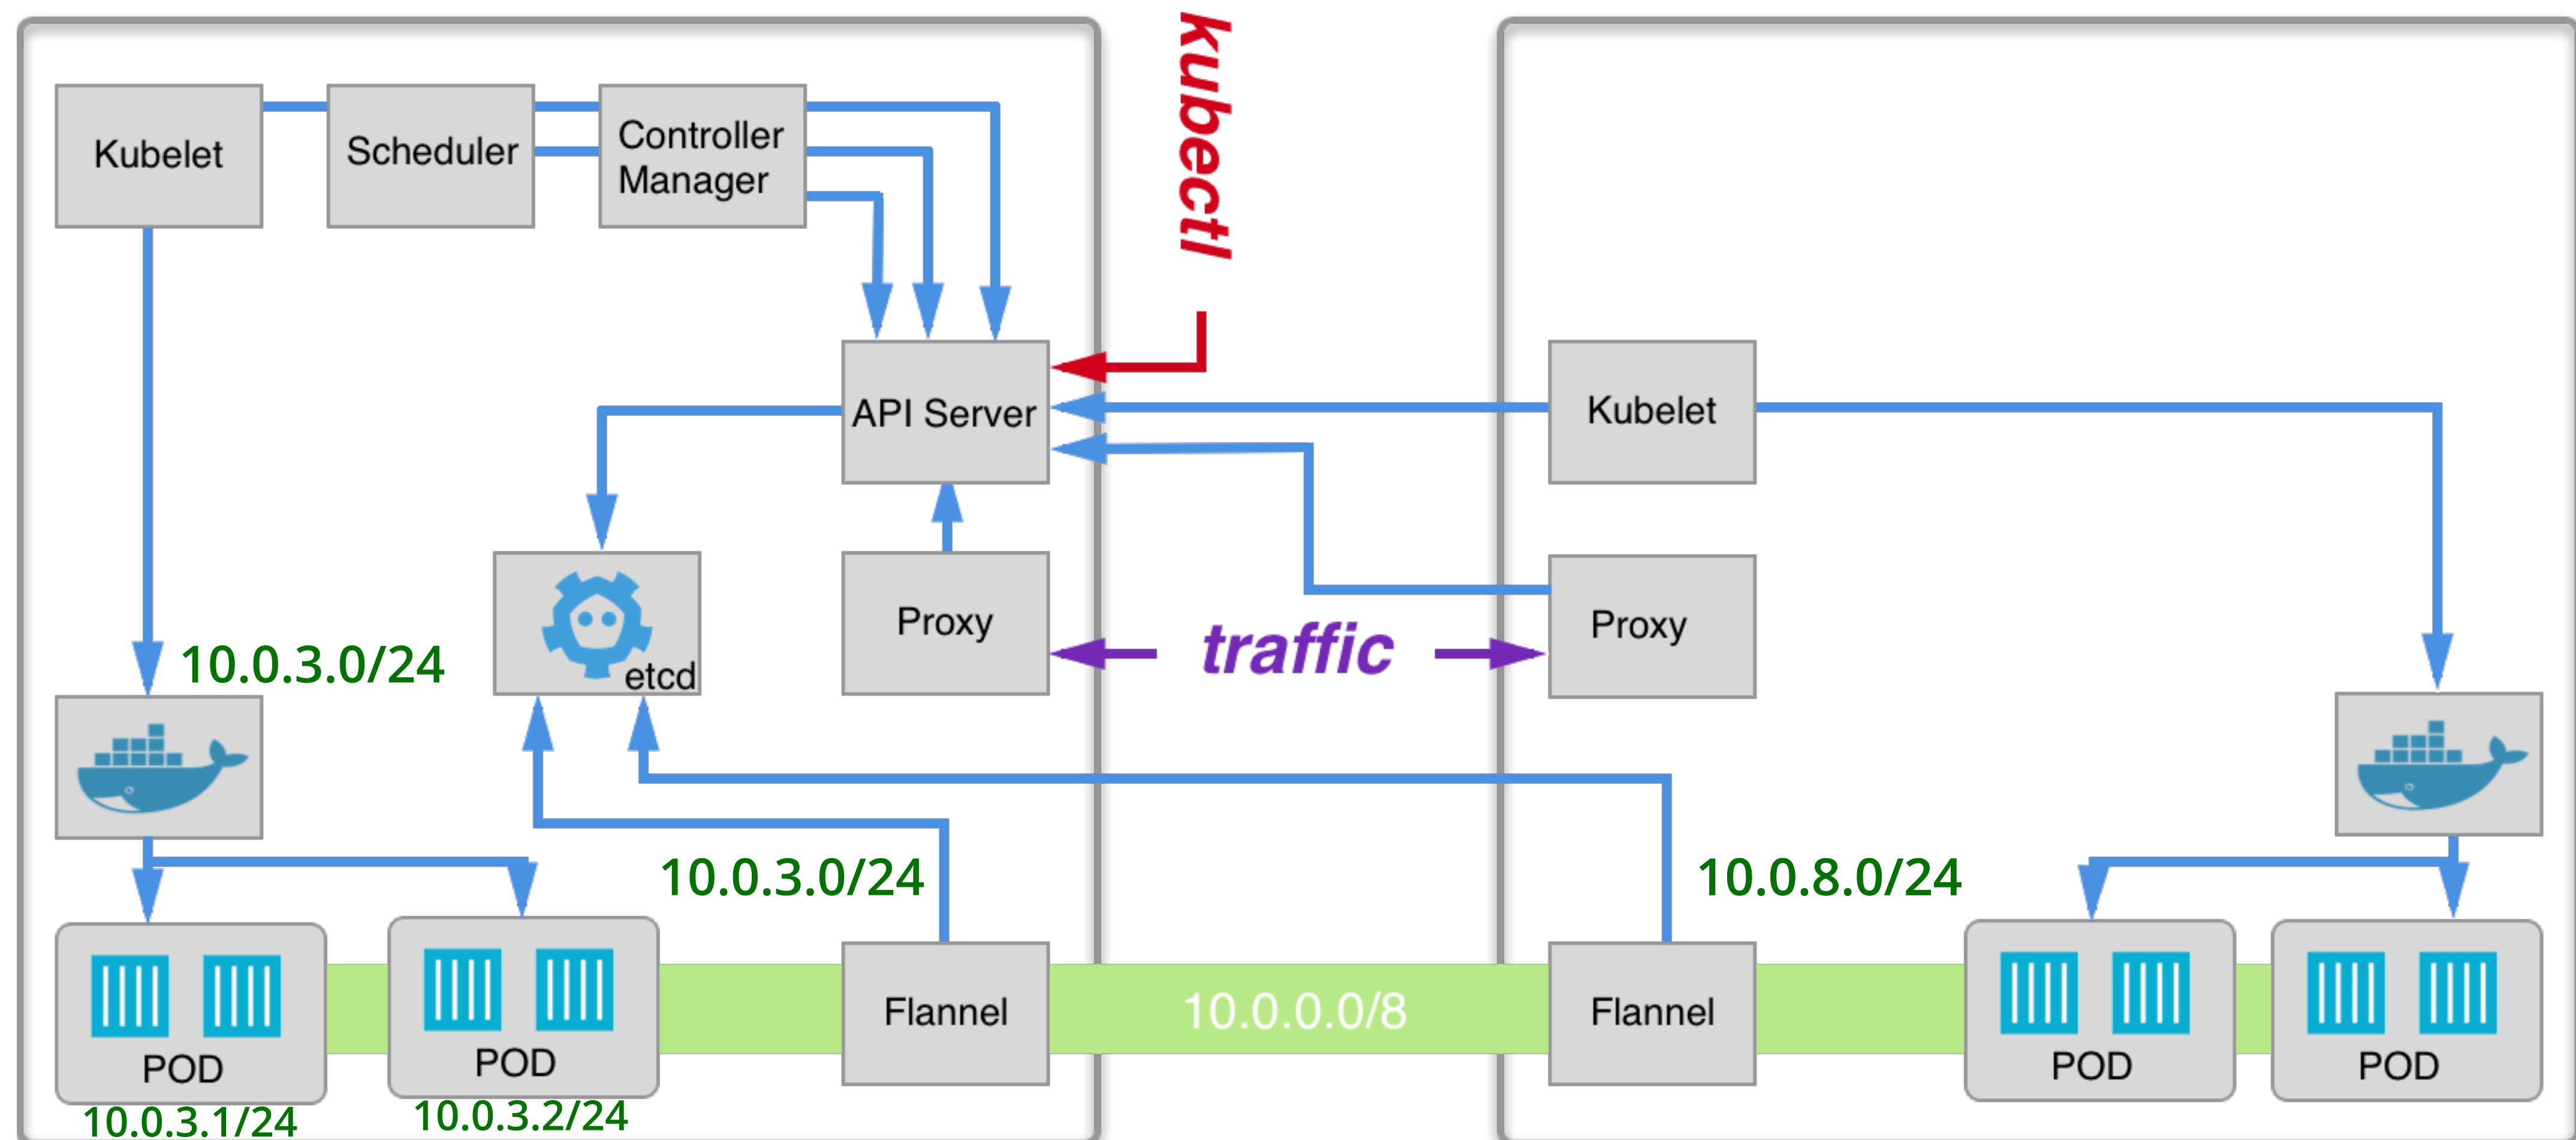 kubectl
Kubelet
Scheduler
Controller
Manager
API Server
Kubelet
etcd
Proxy
traffic
Proxy
10.0.3.0/24
10.0.3.0/24
10.0.8.0/24
POD
POD
Flannel
10.0.0.0/8
Flannel
POD
POD
10.0.3.1/24
10.0.3.2/24